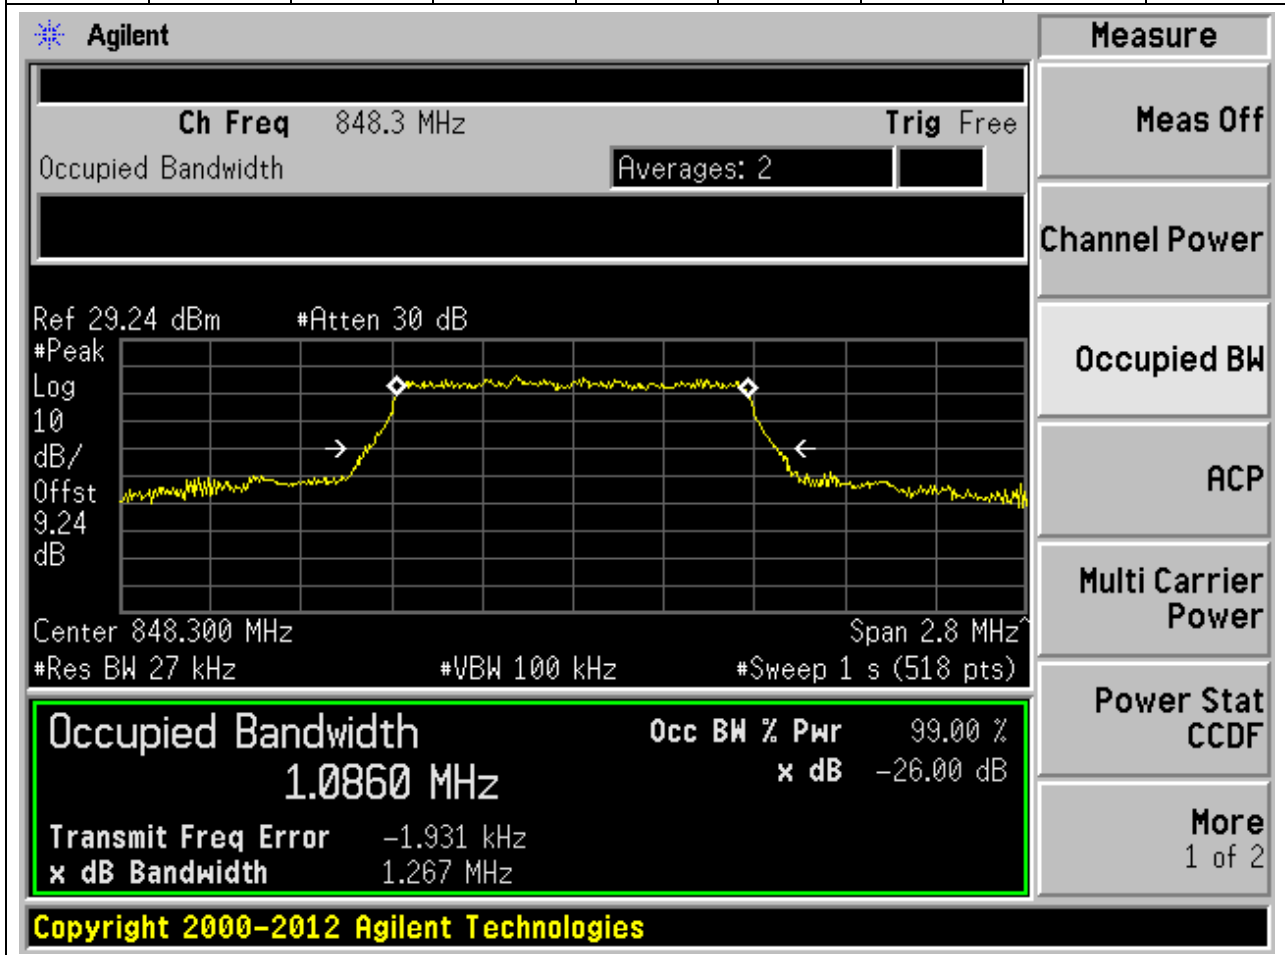 Agilent
Measure
Ch Freq 848.3 MHz Trig Free
Occupied Bandwidth Averages: 2
Meas Off
Channel Power
Ref 29.24 dBm #Atten 30 dB
#Peak
Log
10
dB/
Offst
9.24
dB
Occupied BW
ACP
Multi Carrier
Power
Center 848.300 MHz Span 2.8 MHz^
#Res BW 27 kHz #VBW 100 kHz #Sweep 1 s (518 pts)
Power Stat
CCDF
Occupied Bandwidth Occ BW % Pwr 99.00 %
1.0860 MHz x dB -26.00 dB
Transmit Freq Error -1.931 kHz
x dB Bandwidth 1.267 MHz
More
1 of 2
Copyright 2000-2012 Agilent Technologies